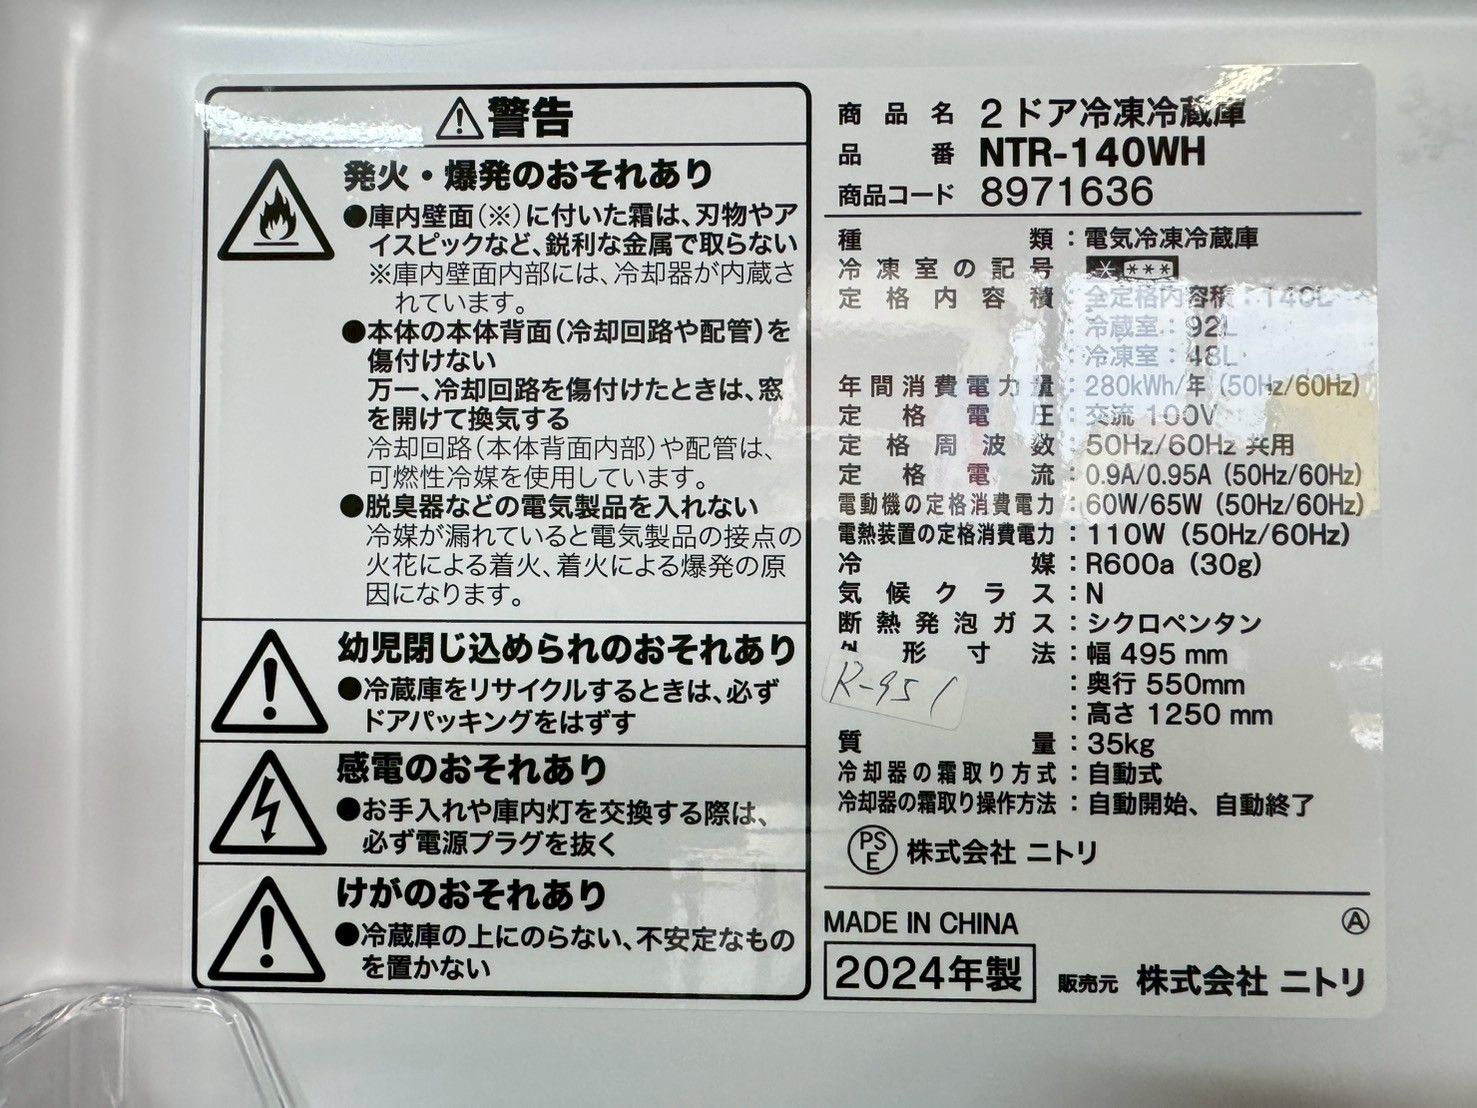 警告
発火・爆発のおそれあり
●庫内壁面(※)に付いた霜は、刃物やア
イスピックなど、鋭利な金属で取らない
※庫内壁面内部には、冷却器が内蔵さ
れています。
●本体の本体背面(冷却回路や配管)を
傷付けない
万一、冷却回路を傷付けたときは、窓
を開けて換気する
冷却回路(本体背面内部)や配管は、
可燃性冷媒を使用しています。
●脱臭器などの電気製品を入れない
冷媒が漏れていると電気製品の接点の
火花による着火、着火による爆発の原
因になります。
幼児閉じ込められのおそれあり
●冷蔵庫をリサイクルするときは、必ず
ドアパッキングをはずす
感電のおそれあり
●お手入れや庫内灯を交換する際は、
必ず電源プラグを抜く
けがのおそれあり
●冷蔵庫の上にのらない、不安定なもの
を置かない
商品名 2ドア冷凍冷蔵庫
品番 NTR-140WH
商品コード 8971636
種類:電気冷凍冷蔵庫
冷凍室の記号 * ***
定格内容積:全定格内容積:140L
:冷蔵室:92L
:冷凍室:48L
年間消費電力量:280kWh/年 (50Hz/60Hz)
定格電圧:交流 100V
定格周波数:50Hz/60Hz 共用
定格電流:0.9A/0.95A (50Hz/60Hz)
電動機の定格消費電力:60W/65W (50Hz/60Hz)
電熱装置の定格消費電力:110W (50Hz/60Hz)
冷媒:R600a (30g)
気候クラス:N
断熱発泡ガス:シクロペンタン
外形寸法:幅 495 mm
:奥行 550mm
:高さ 1250 mm
R-951
質量:35kg
冷却器の霜取り方式:自動式
冷却器の霜取り操作方法:自動開始、自動終了
PSE 株式会社 ニトリ
MADE IN CHINA Ⓐ
2024年製 販売元 株式会社 ニトリ